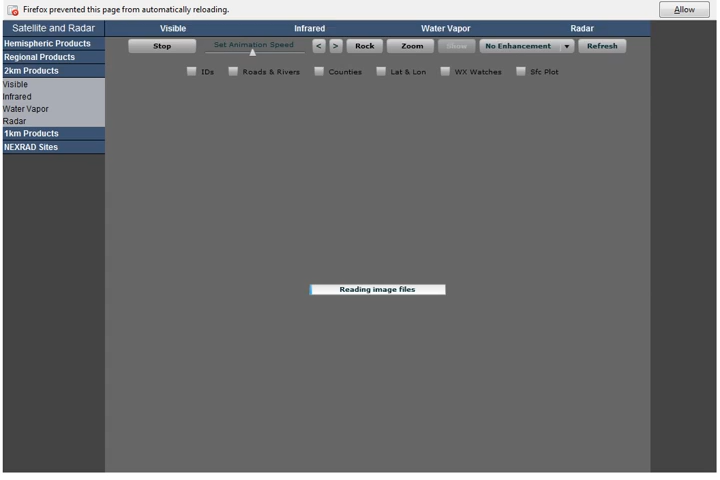 Firefox prevented this page from automatically reloading.
Allow
Satellite and Radar
Visible Infrared Water Vapor Radar
Hemispheric Products
Regional Products
2km Products
Visible
Infrared
Water Vapor
Radar
1km Products
NEXRAD Sites
Stop Set Animation Speed < > Rock Zoom Show No Enhancement Refresh
IDs Roads & Rivers Counties Lat & Lon WX Watches Sfc Plot
Reading image files